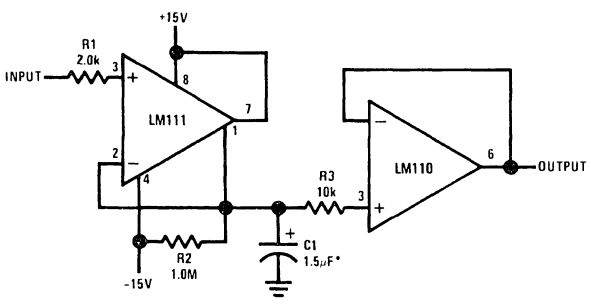 +15V
R1
2.0k
INPUT
3
+
8
7
LM111
1
2
−
4
R2
1.0M
-15V
R3
10k
+
C1
1.5μF*
−
LM110
6
OUTPUT
3
+